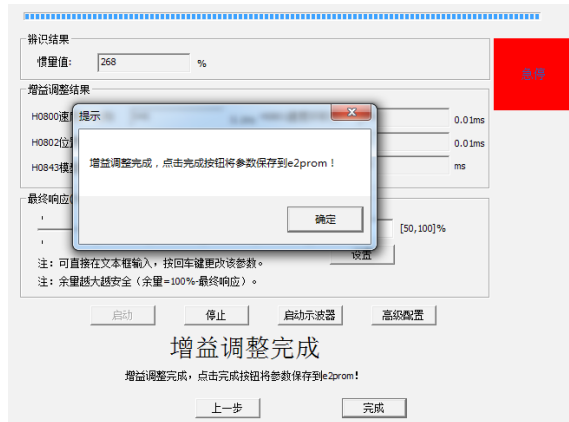 辨识结果
惯量值: 268 %
增益调整结果
H0800速
提示
0.01ms
H0802位
0.01ms
H0843模
ms
增益调整完成，点击完成按钮将参数保存到e2prom！
确定
最终响应
[50,100]%
设置
注：可直接在文本框输入，按回车键更改该参数。
注：余量越大越安全（余量=100%-最终响应）。
启动 停止 启动示波器 高级配置
增益调整完成
增益调整完成，点击完成按钮将参数保存到e2prom!
上一步 完成